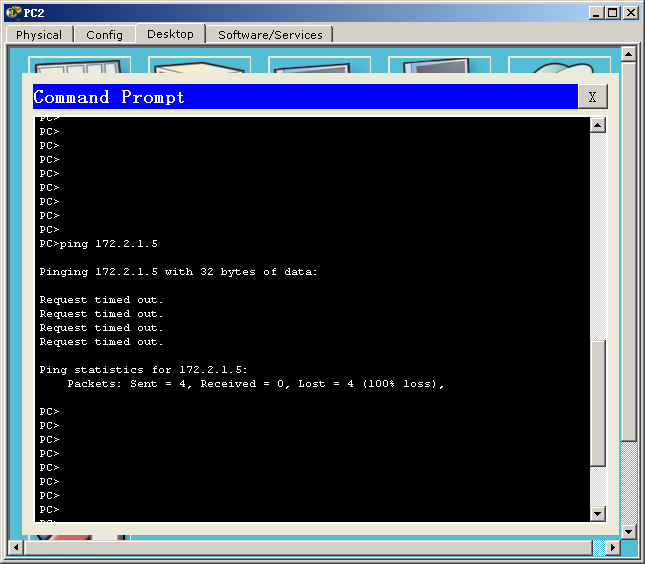 PC2
Physical Config Desktop Software/Services
Command Prompt X
PC>
PC>
PC>
PC>
PC>
PC>
PC>
PC>
PC>
PC>ping 172.2.1.5
Pinging 172.2.1.5 with 32 bytes of data:
Request timed out.
Request timed out.
Request timed out.
Request timed out.
Ping statistics for 172.2.1.5:
Packets: Sent = 4, Received = 0, Lost = 4 (100% loss),
PC>
PC>
PC>
PC>
PC>
PC>
PC>
PC>
PC>